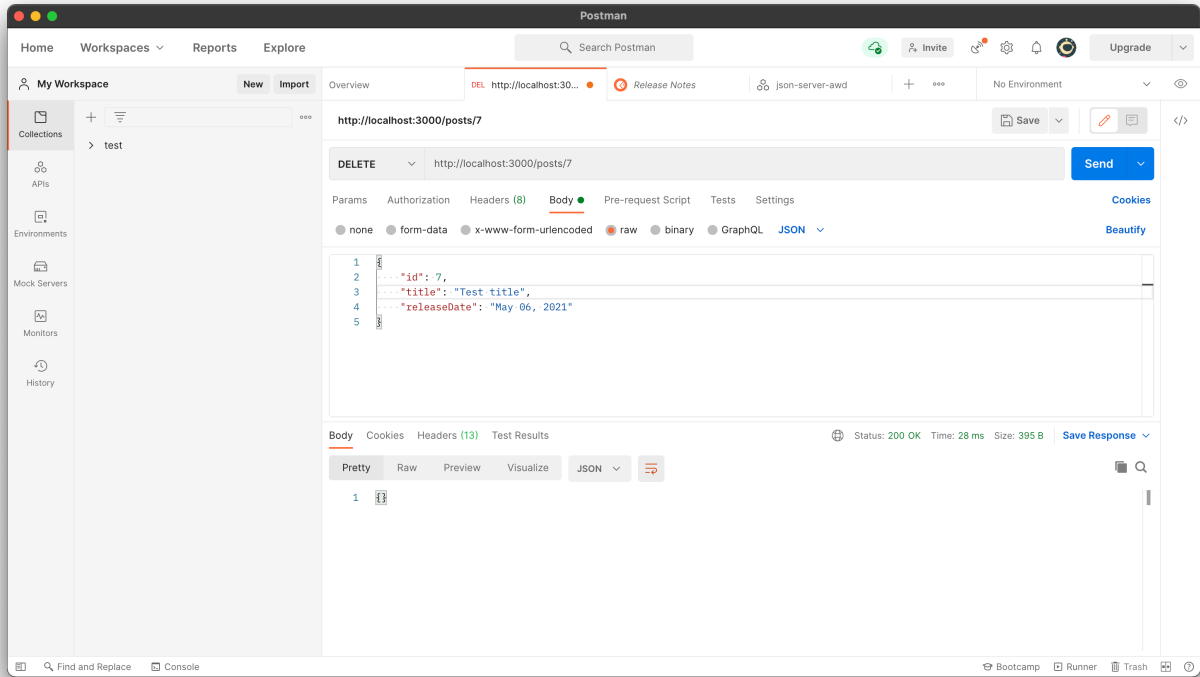 Postman
Home Workspaces Reports Explore Search Postman Invite Upgrade
My Workspace New Import Overview DEL http://localhost:30... Release Notes json-server-awd No Environment
Collections
APIs
Environments
Mock Servers
Monitors
History
test
http://localhost:3000/posts/7 Save
DELETE http://localhost:3000/posts/7 Send
Params Authorization Headers (8) Body Pre-request Script Tests Settings Cookies
none form-data x-www-form-urlencoded raw binary GraphQL JSON Beautify
1 {
2 "id": 7,
3 "title": "Test title",
4 "releaseDate": "May 06, 2021"
5 }
Body Cookies Headers (13) Test Results Status: 200 OK Time: 28 ms Size: 395 B Save Response
Pretty Raw Preview Visualize JSON
1 {}
Find and Replace Console Bootcamp Runner Trash